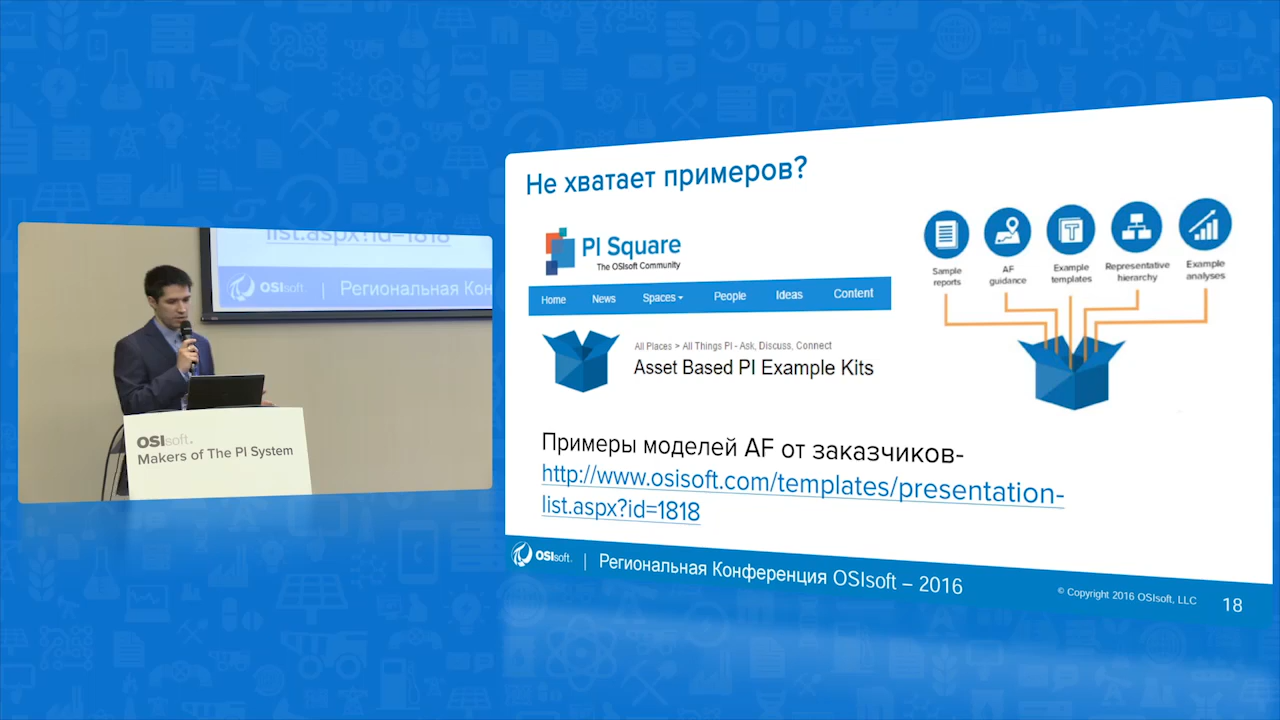 list.aspx?id=1818
OSIsoft. | Региональная Кон
OSIsoft.
Makers of The PI System
Не хватает примеров?
PI Square
The OSIsoft Community
Home News Spaces People Ideas Content
All Places > All Things PI - Ask, Discuss, Connect
Asset Based PI Example Kits
Sample reports
AF guidance
Example templates
Representative hierarchy
Example analyses
Примеры моделей AF от заказчиков-
http://www.osisoft.com/templates/presentation-
list.aspx?id=1818
OSIsoft. | Региональная Конференция OSIsoft – 2016
© Copyright 2016 OSIsoft, LLC
18